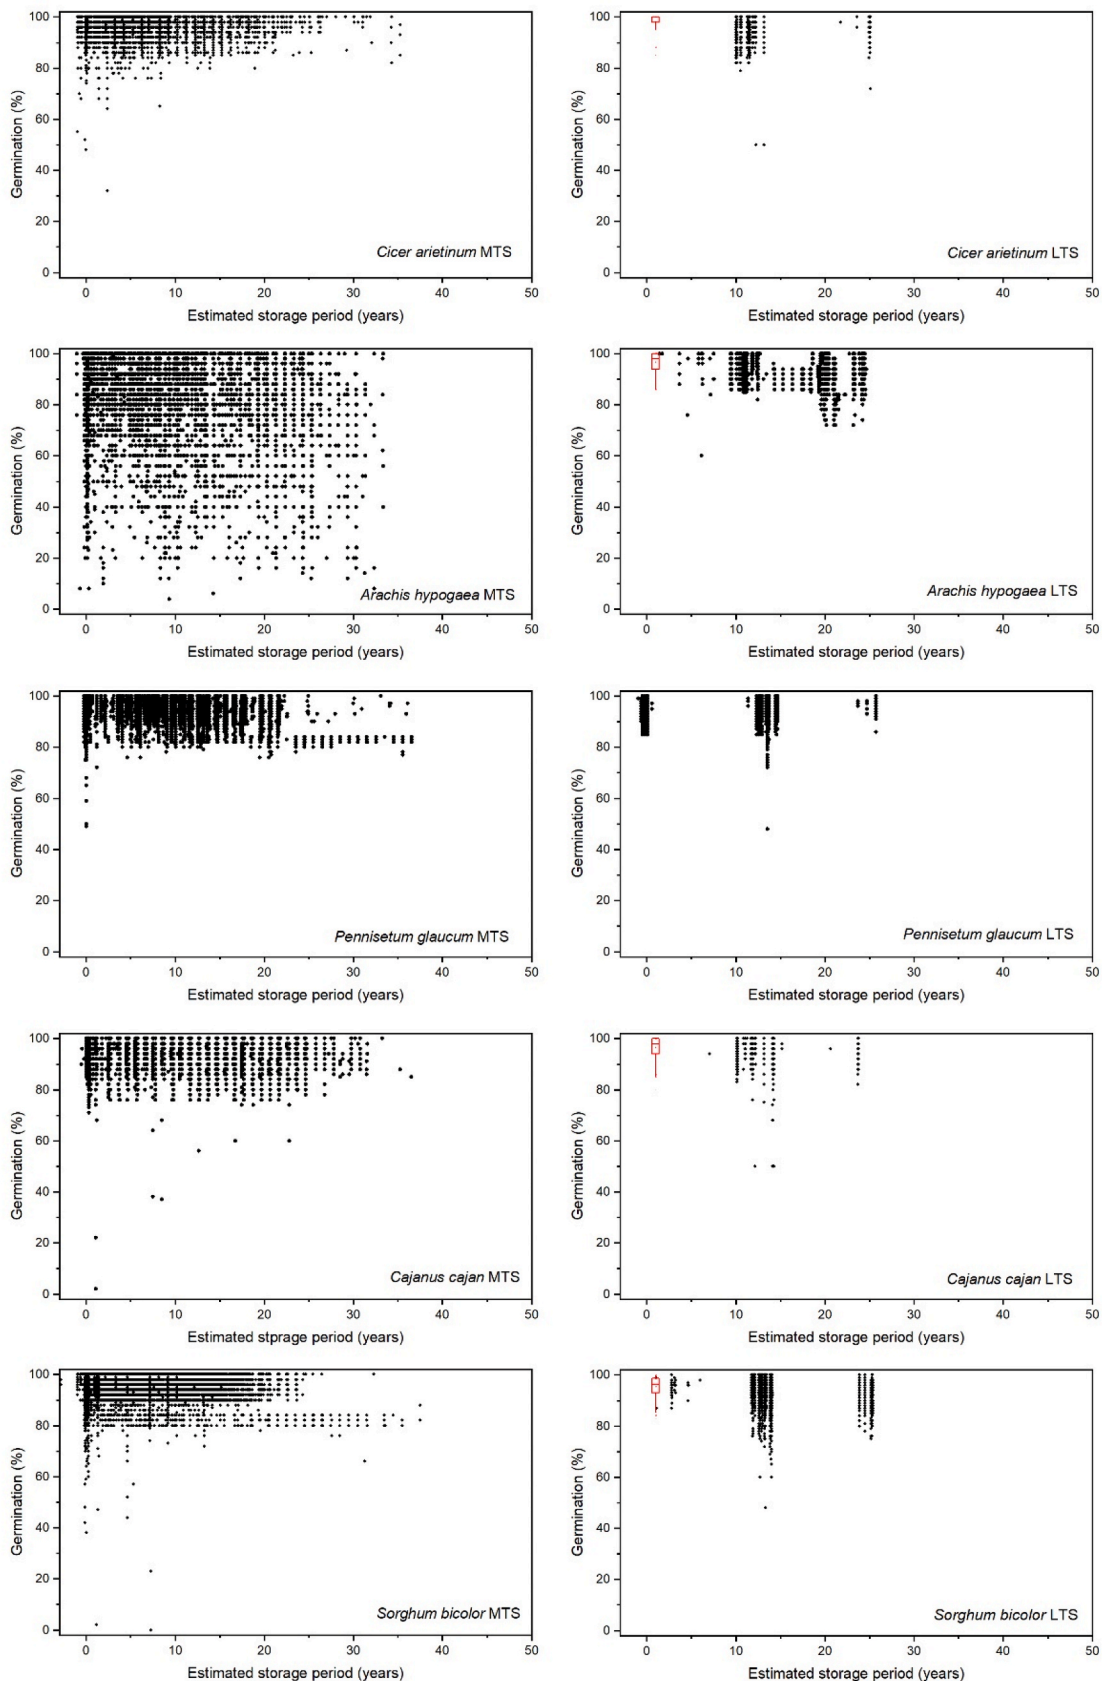 100
80
60
40
20
0
Germination (%)
Cicer arietinum MTS
0 10 20 30 40 50
Estimated storage period (years)
100
80
60
40
20
0
Germination (%)
Cicer arietinum LTS
0 10 20 30 40 50
Estimated storage period (years)
100
80
60
40
20
0
Germination (%)
Arachis hypogaea MTS
0 10 20 30 40 50
Estimated storage period (years)
100
80
60
40
20
0
Germination (%)
Arachis hypogaea LTS
0 10 20 30 40 50
Estimated storage period (years)
100
80
60
40
20
0
Germination (%)
Pennisetum glaucum MTS
0 10 20 30 40 50
Estimated storage period (years)
100
80
60
40
20
0
Germination (%)
Pennisetum glaucum LTS
0 10 20 30 40 50
Estimated storage period (years)
100
80
60
40
20
0
Germination (%)
Cajanus cajan MTS
0 10 20 30 40 50
Estimated stprage period (years)
100
80
60
40
20
0
Germination (%)
Cajanus cajan LTS
0 10 20 30 40 50
Estimated storage period (years)
100
80
60
40
20
0
Germination (%)
Sorghum bicolor MTS
0 10 20 30 40 50
Estimated storage period (years)
100
80
60
40
20
0
Germination (%)
Sorghum bicolor LTS
0 10 20 30 40 50
Estimated storage period (years)